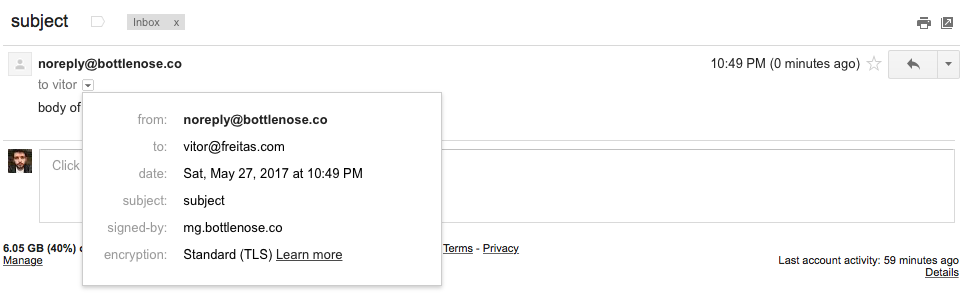 subject Inbox x
noreply@bottlenose.co 10:49 PM (0 minutes ago)
to vitor
body of
from: noreply@bottlenose.co
to: vitor@freitas.com
date: Sat, May 27, 2017 at 10:49 PM
subject: subject
signed-by: mg.bottlenose.co
encryption: Standard (TLS) Learn more
Click
6.05 GB (40%) Terms - Privacy
Manage
Last account activity: 59 minutes ago
Details